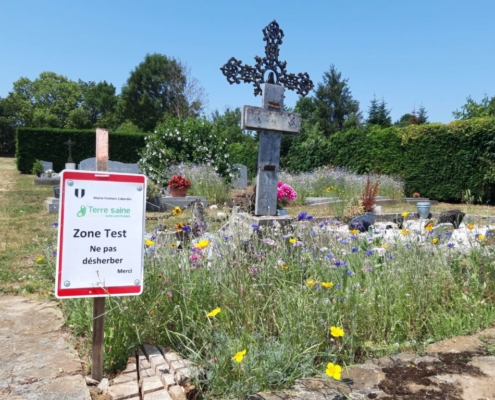 Terre saine
Zone Test
Ne pas
désherber
Merci